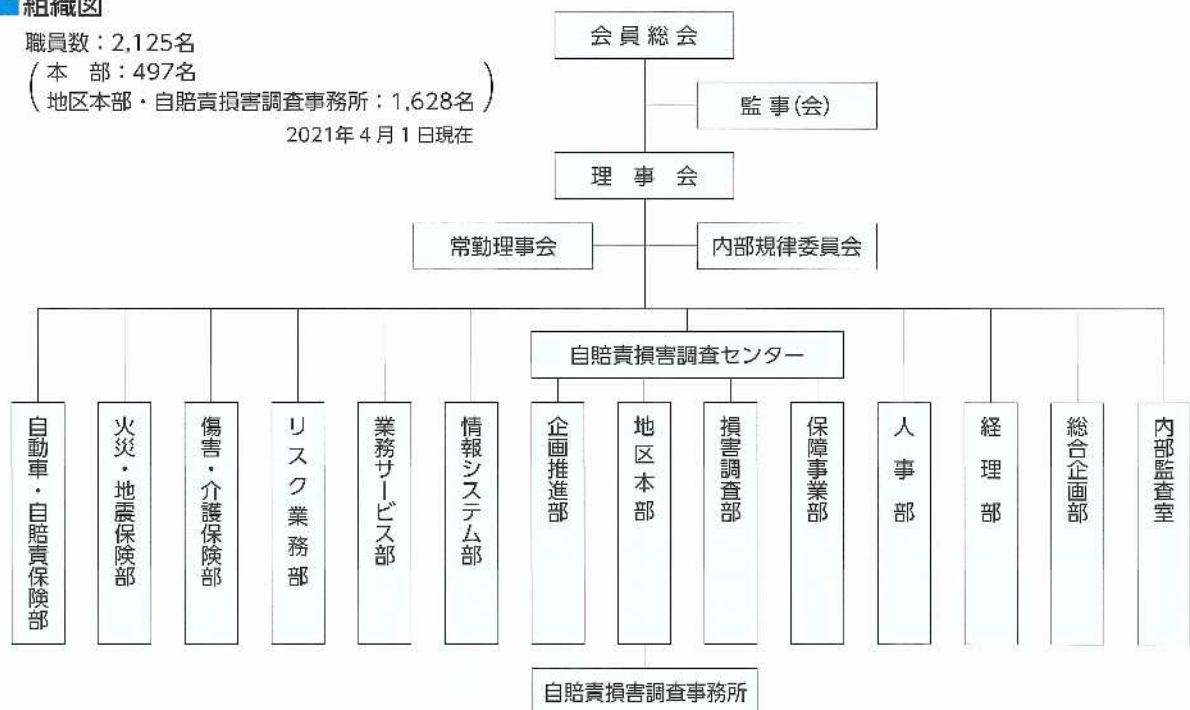 組織図
職員数：2,125名
本　部：497名
地区本部・自賠責損害調査事務所：1,628名
2021年４月１日現在
会員総会
監事(会)
理　事　会
常勤理事会
内部規律委員会
自賠責損害調査センター
自動車・自賠責保険部
火災・地震保険部
傷害・介護保険部
リスク業務部
業務サービス部
情報システム部
企画推進部
地区本部
損害調査部
保障事業部
人事部
経理部
総合企画部
内部監査室
自賠責損害調査事務所